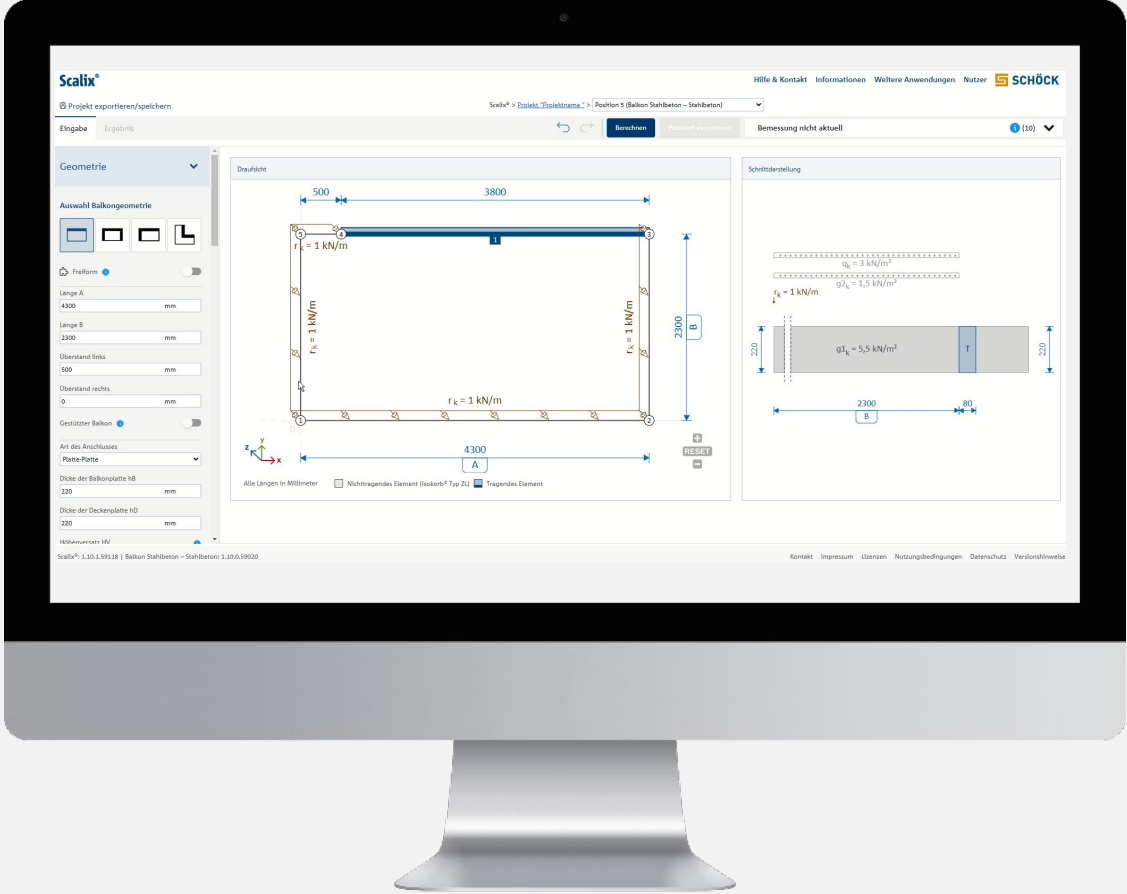 Scalix®
Hilfe & Kontakt Informationen Weitere Anwendungen Nutzer SCHÖCK
Projekt exportieren/speichern
Scalix® > Projekt "Projektname" > Position 5 (Balkon Stahlbeton – Stahlbeton)
Eingabe Ergebnis
Berechnen
Bemessung nicht aktuell
i (10)
Geometrie
Auswahl Balkongeometrie
Freiform i
Länge A
4300 mm
Länge B
2300 mm
Überstand links
500 mm
Überstand rechts
0 mm
Gestützter Balkon i
Art des Anschlusses
Platte-Platte
Dicke der Balkonplatte hB
220 mm
Dicke der Deckenplatte hD
220 mm
Höhenversatz HV
Draufsicht
500 3800
5 4 3
1
rk = 1 kN/m
rk = 1 kN/m
rk = 1 kN/m
2300 B
rk = 1 kN/m
1 2
0
z y x
4300
A
RESET
Alle Längen in Millimeter Nichttragendes Element (Isokorb® Typ ZL) Tragendes Element
Schnittdarstellung
qk = 3 kN/m²
g2k = 1,5 kN/m²
rk = 1 kN/m
220 g1k = 5,5 kN/m² T 220
2300 80
B
Scalix®: 1.10.1.59118 | Balkon Stahlbeton – Stahlbeton: 1.10.0.59020
Kontakt Impressum Lizenzen Nutzungsbedingungen Datenschutz Versionshinweise